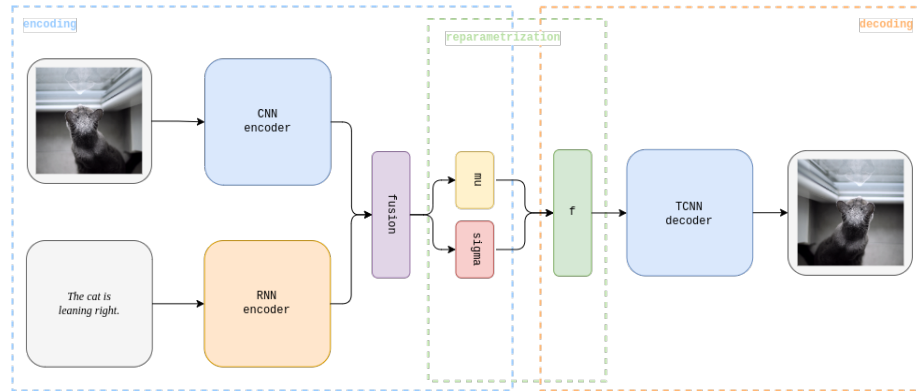 encoding
reparametrization
decoding
CNN
encoder
fusion
mu
sigma
f
TCNN
decoder
The cat is
leaning right.
RNN
encoder